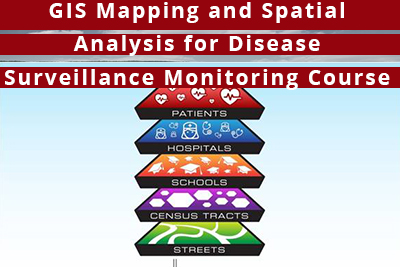 GIS Mapping and Spatial
Analysis for Disease
Surveillance Monitoring Course
PATIENTS
HOSPITALS
SCHOOLS
CENSUS TRACTS
STREETS